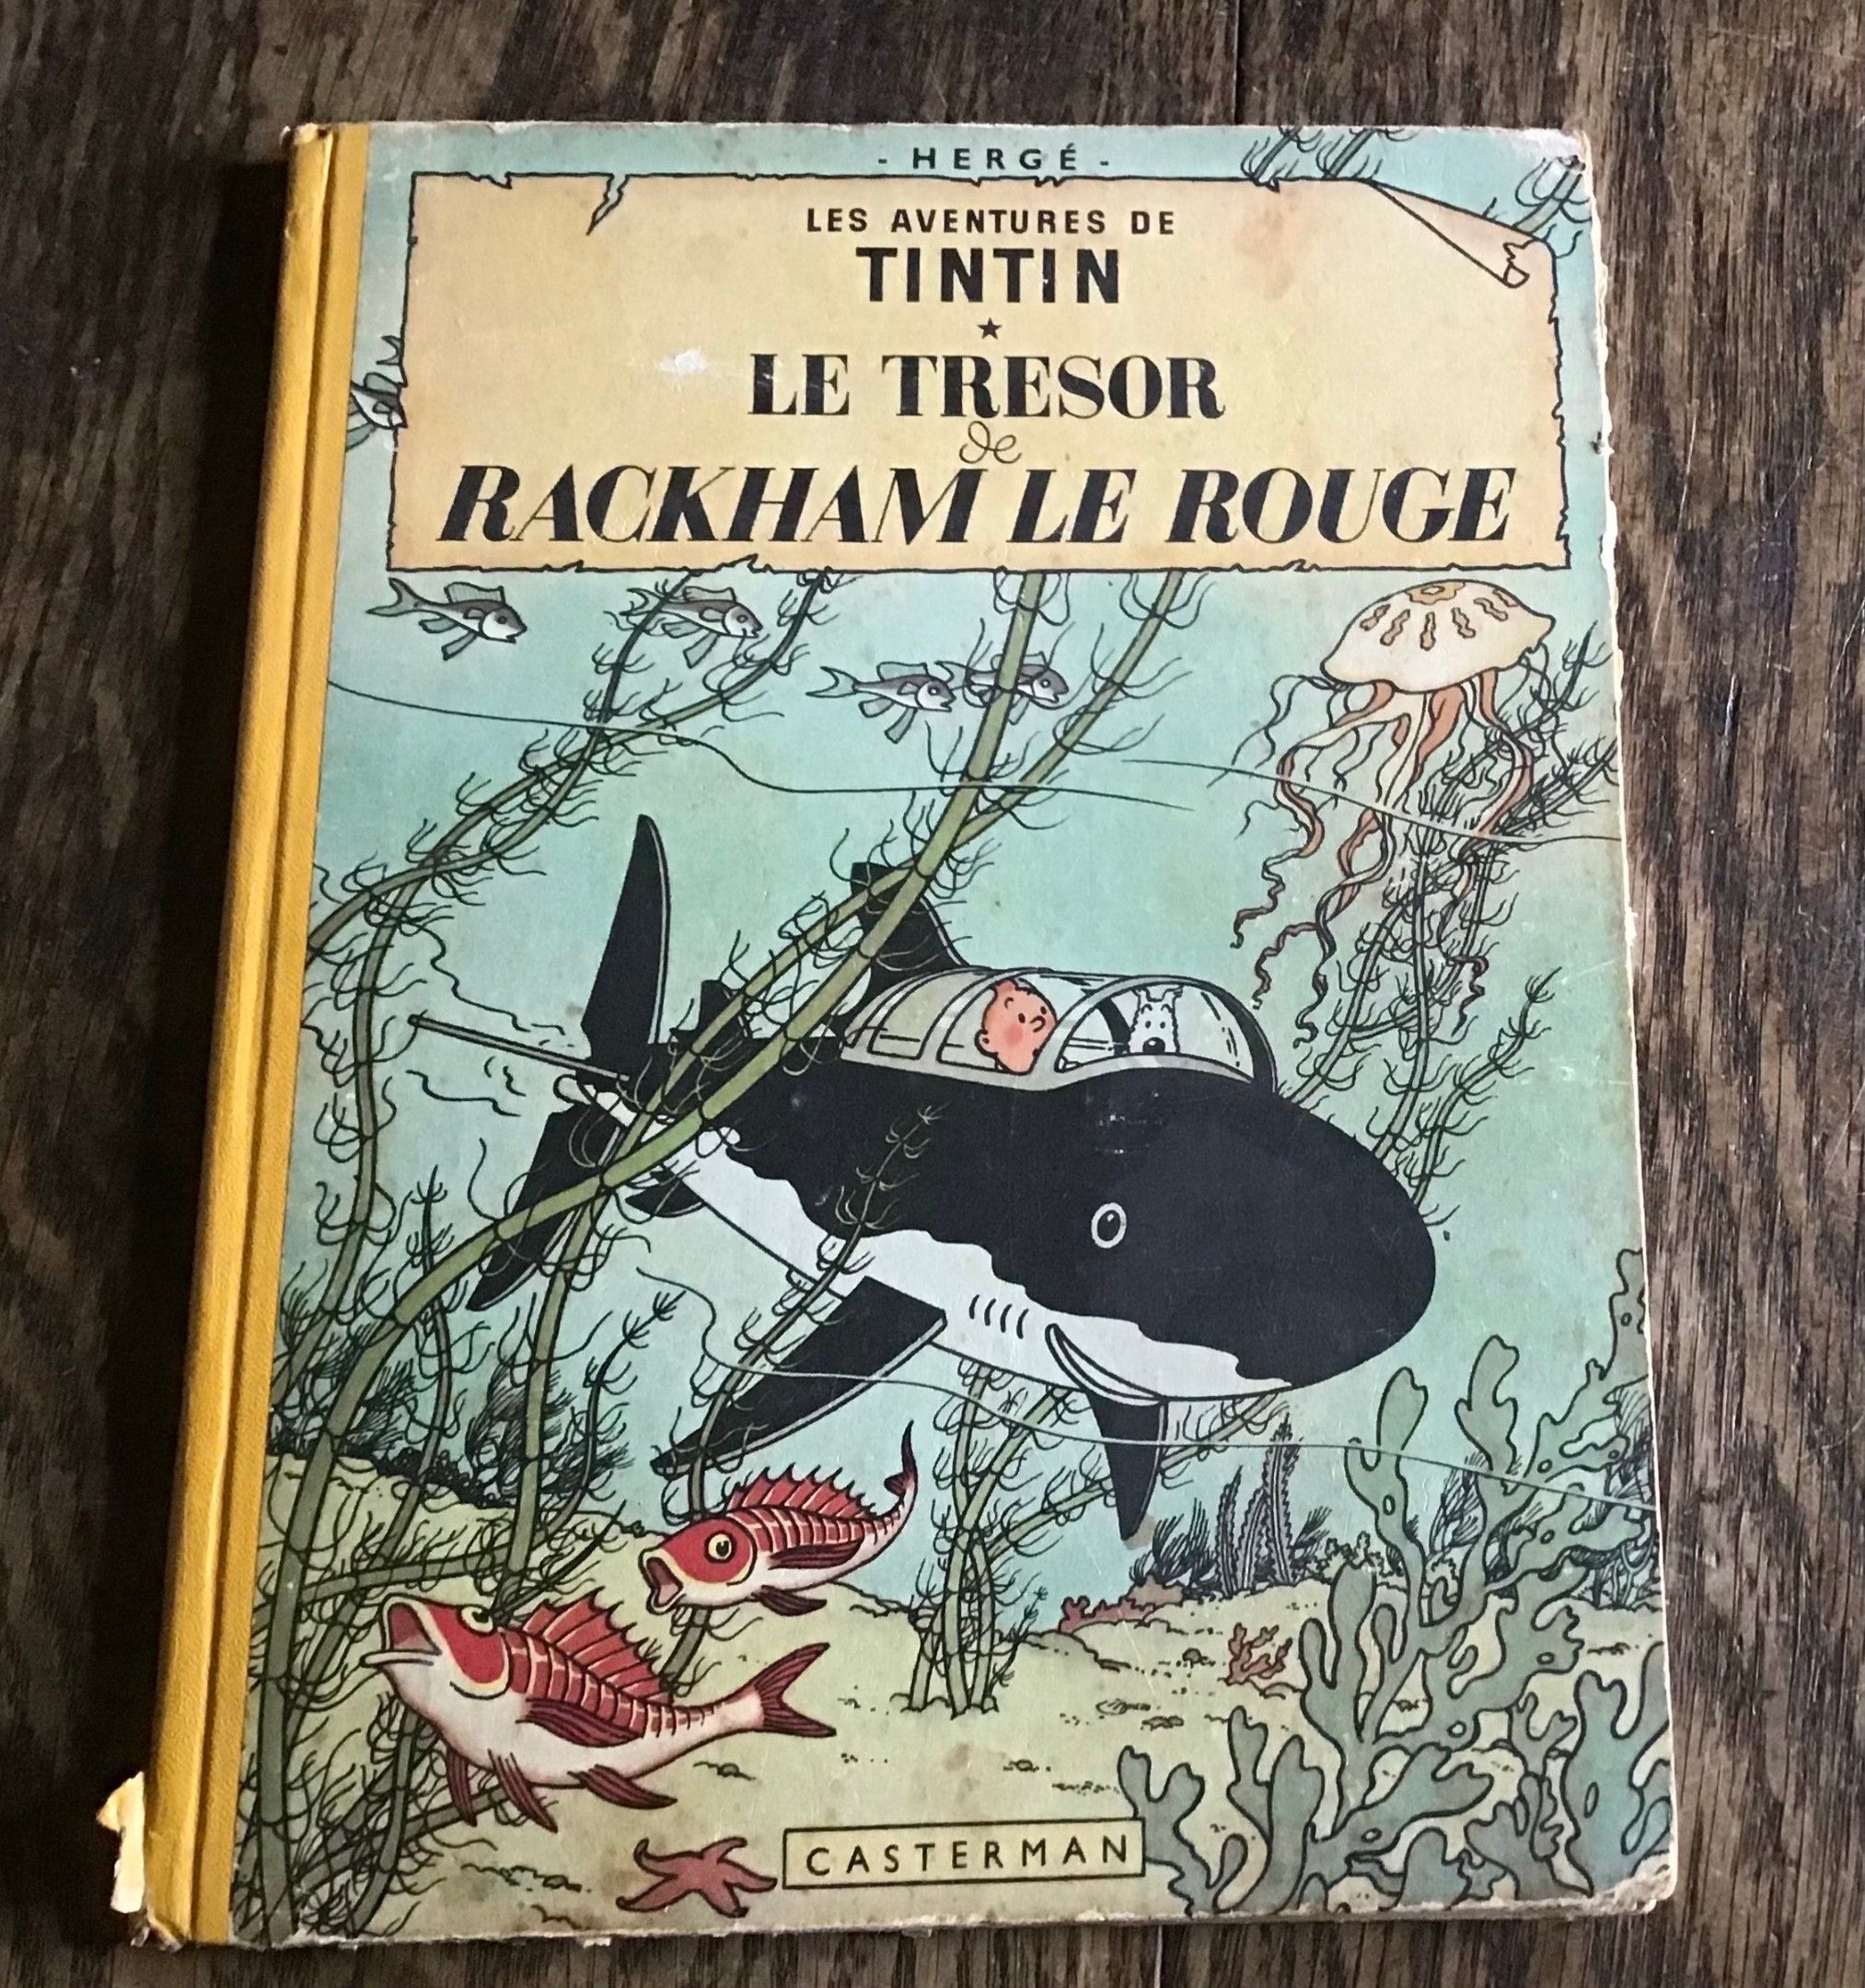 - HERGÉ -
LES AVENTURES DE
TINTIN
★
LE TRESOR
de
RACKHAM LE ROUGE
CASTERMAN